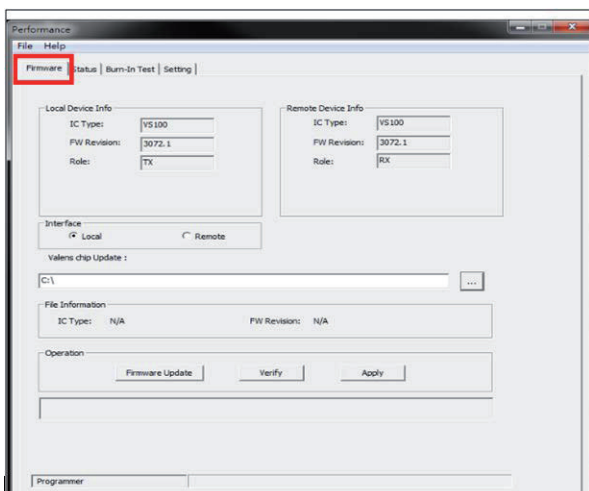 Performance
File Help
Firmware Status Burn-In Test Setting
Local Device Info
IC Type: VS100
FW Revision: 3072.1
Role: TX
Remote Device Info
IC Type: VS100
FW Revision: 3072.1
Role: RX
Interface
Local Remote
Valens chip Update :
C:\ ...
File Information
IC Type: N/A FW Revision: N/A
Operation
Firmware Update Verify Apply
Programmer